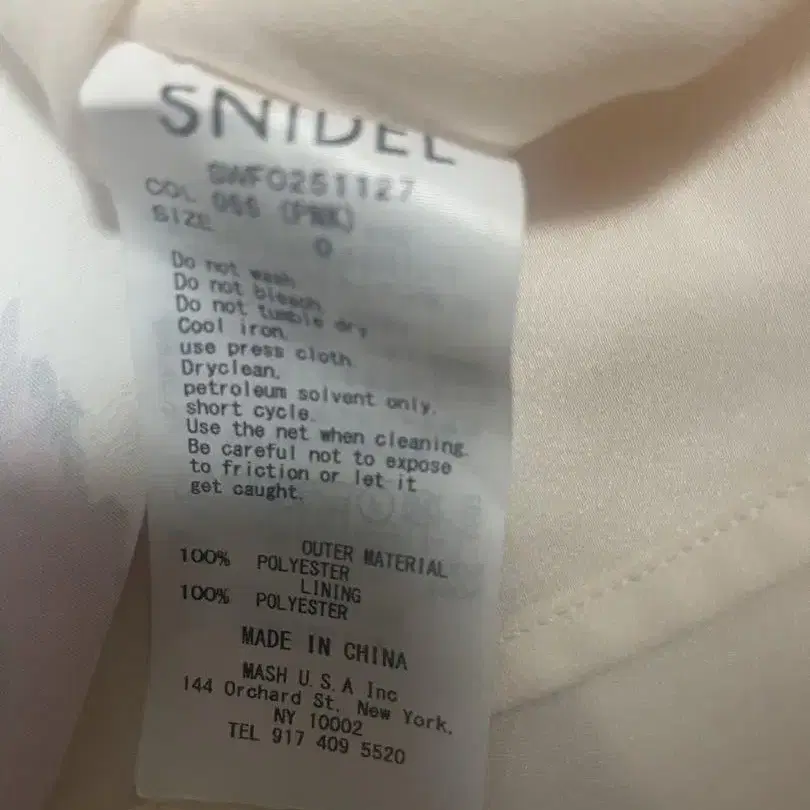 SNIDEL
SWFO251127
COL 066 (PNK)
SIZE 0
Do not wash.
Do not bleach.
Do not tumble dry
Cool iron.
use press cloth.
Dryclean.
petroleum solvent only.
short cycle.
Use the net when cleaning.
Be careful not to expose
to friction or let it
get caught.
OUTER MATERIAL
100% POLYESTER
LINING
100% POLYESTER
MADE IN CHINA
MASH U.S.A Inc
144 Orchard St. New York.
NY 10002
TEL 917 409 5520